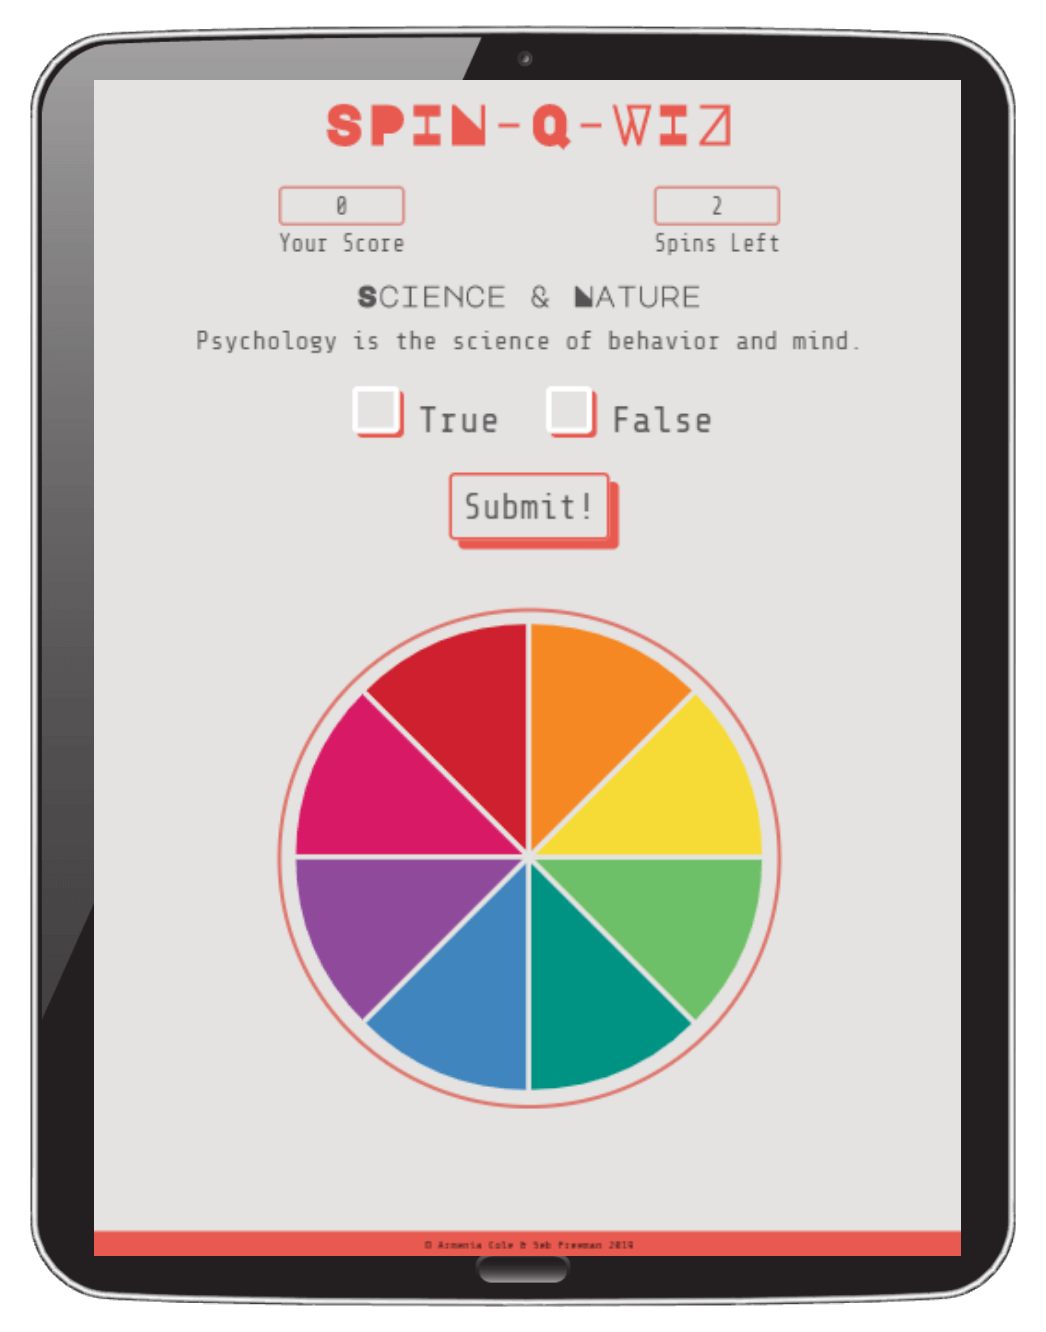 SPIN-Q-WIZ
0
2
Your Score
Spins Left
SCIENCE & NATURE
Psychology is the science of behavior and mind.
True False
Submit!
© Armenia Cole & Seb Freeman 2019